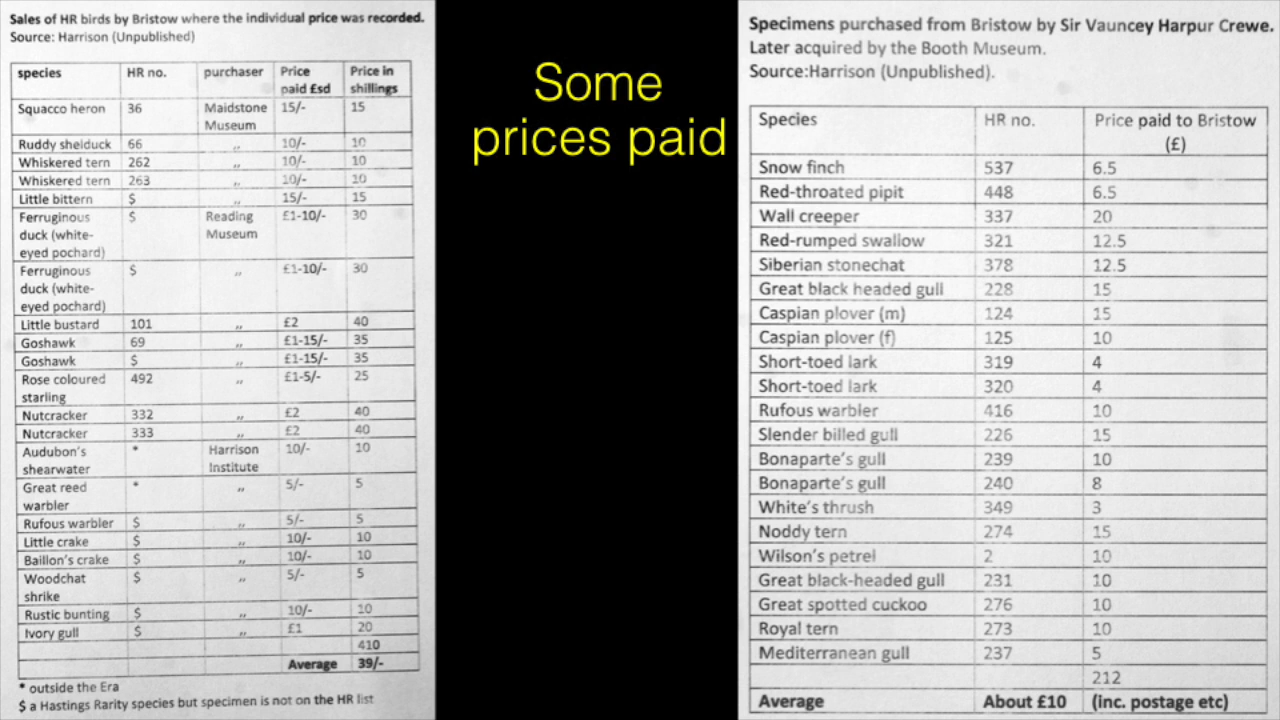 Sales of HR birds by Bristow where the individual price was recorded.
Source: Harrison (Unpublished)
species HR no. purchaser Price paid £sd Price in shillings
Squacco heron 36 Maidstone Museum 15/- 15
Ruddy shelduck 66 ,, 10/- 10
Whiskered tern 262 ,, 10/- 10
Whiskered tern 263 ,, 10/- 10
Little bittern $ ,, 15/- 15
Ferruginous duck (white-eyed pochard) $ Reading Museum £1-10/- 30
Ferruginous duck (white-eyed pochard) $ ,, £1-10/- 30
Little bustard 101 ,, £2 40
Goshawk 69 ,, £1-15/- 35
Goshawk $ ,, £1-15/- 35
Rose coloured starling 492 ,, £1-5/- 25
Nutcracker 332 ,, £2 40
Nutcracker 333 ,, £2 40
Audubon's shearwater * Harrison Institute 10/- 10
Great reed warbler * ,, 5/- 5
Rufous warbler $ ,, 5/- 5
Little crake $ ,, 10/- 10
Baillon's crake $ ,, 10/- 10
Woodchat shrike $ ,, 5/- 5
Rustic bunting $ ,, 10/- 10
Ivory gull $ ,, £1 20
410
Average 39/-
* outside the Era
$ a Hastings Rarity species but specimen is not on the HR list
Some
prices paid
Specimens purchased from Bristow by Sir Vauncey Harpur Crewe.
Later acquired by the Booth Museum.
Source:Harrison (Unpublished).
Species HR no. Price paid to Bristow (£)
Snow finch 537 6.5
Red-throated pipit 448 6.5
Wall creeper 337 20
Red-rumped swallow 321 12.5
Siberian stonechat 378 12.5
Great black headed gull 228 15
Caspian plover (m) 124 15
Caspian plover (f) 125 10
Short-toed lark 319 4
Short-toed lark 320 4
Rufous warbler 416 10
Slender billed gull 226 15
Bonaparte's gull 239 10
Bonaparte's gull 240 8
White's thrush 349 3
Noddy tern 274 15
Wilson's petrel 2 10
Great black-headed gull 231 10
Great spotted cuckoo 276 10
Royal tern 273 10
Mediterranean gull 237 5
212
Average About £10 (inc. postage etc)